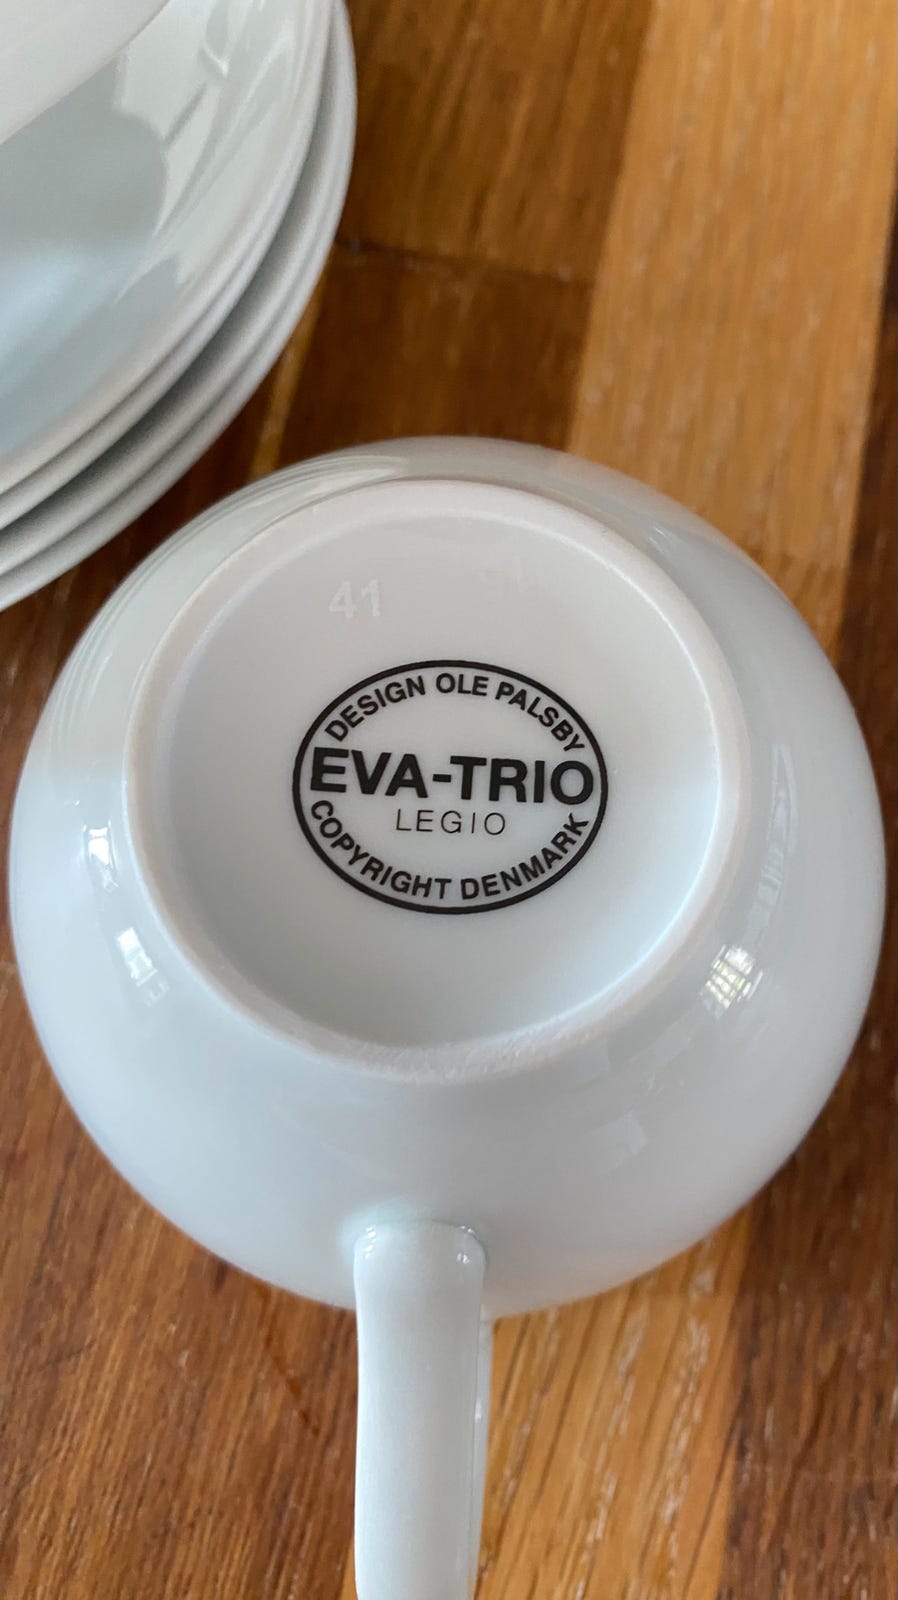 41
DESIGN OLE PALSBY
EVA-TRIO
LEGIO
COPYRIGHT DENMARK